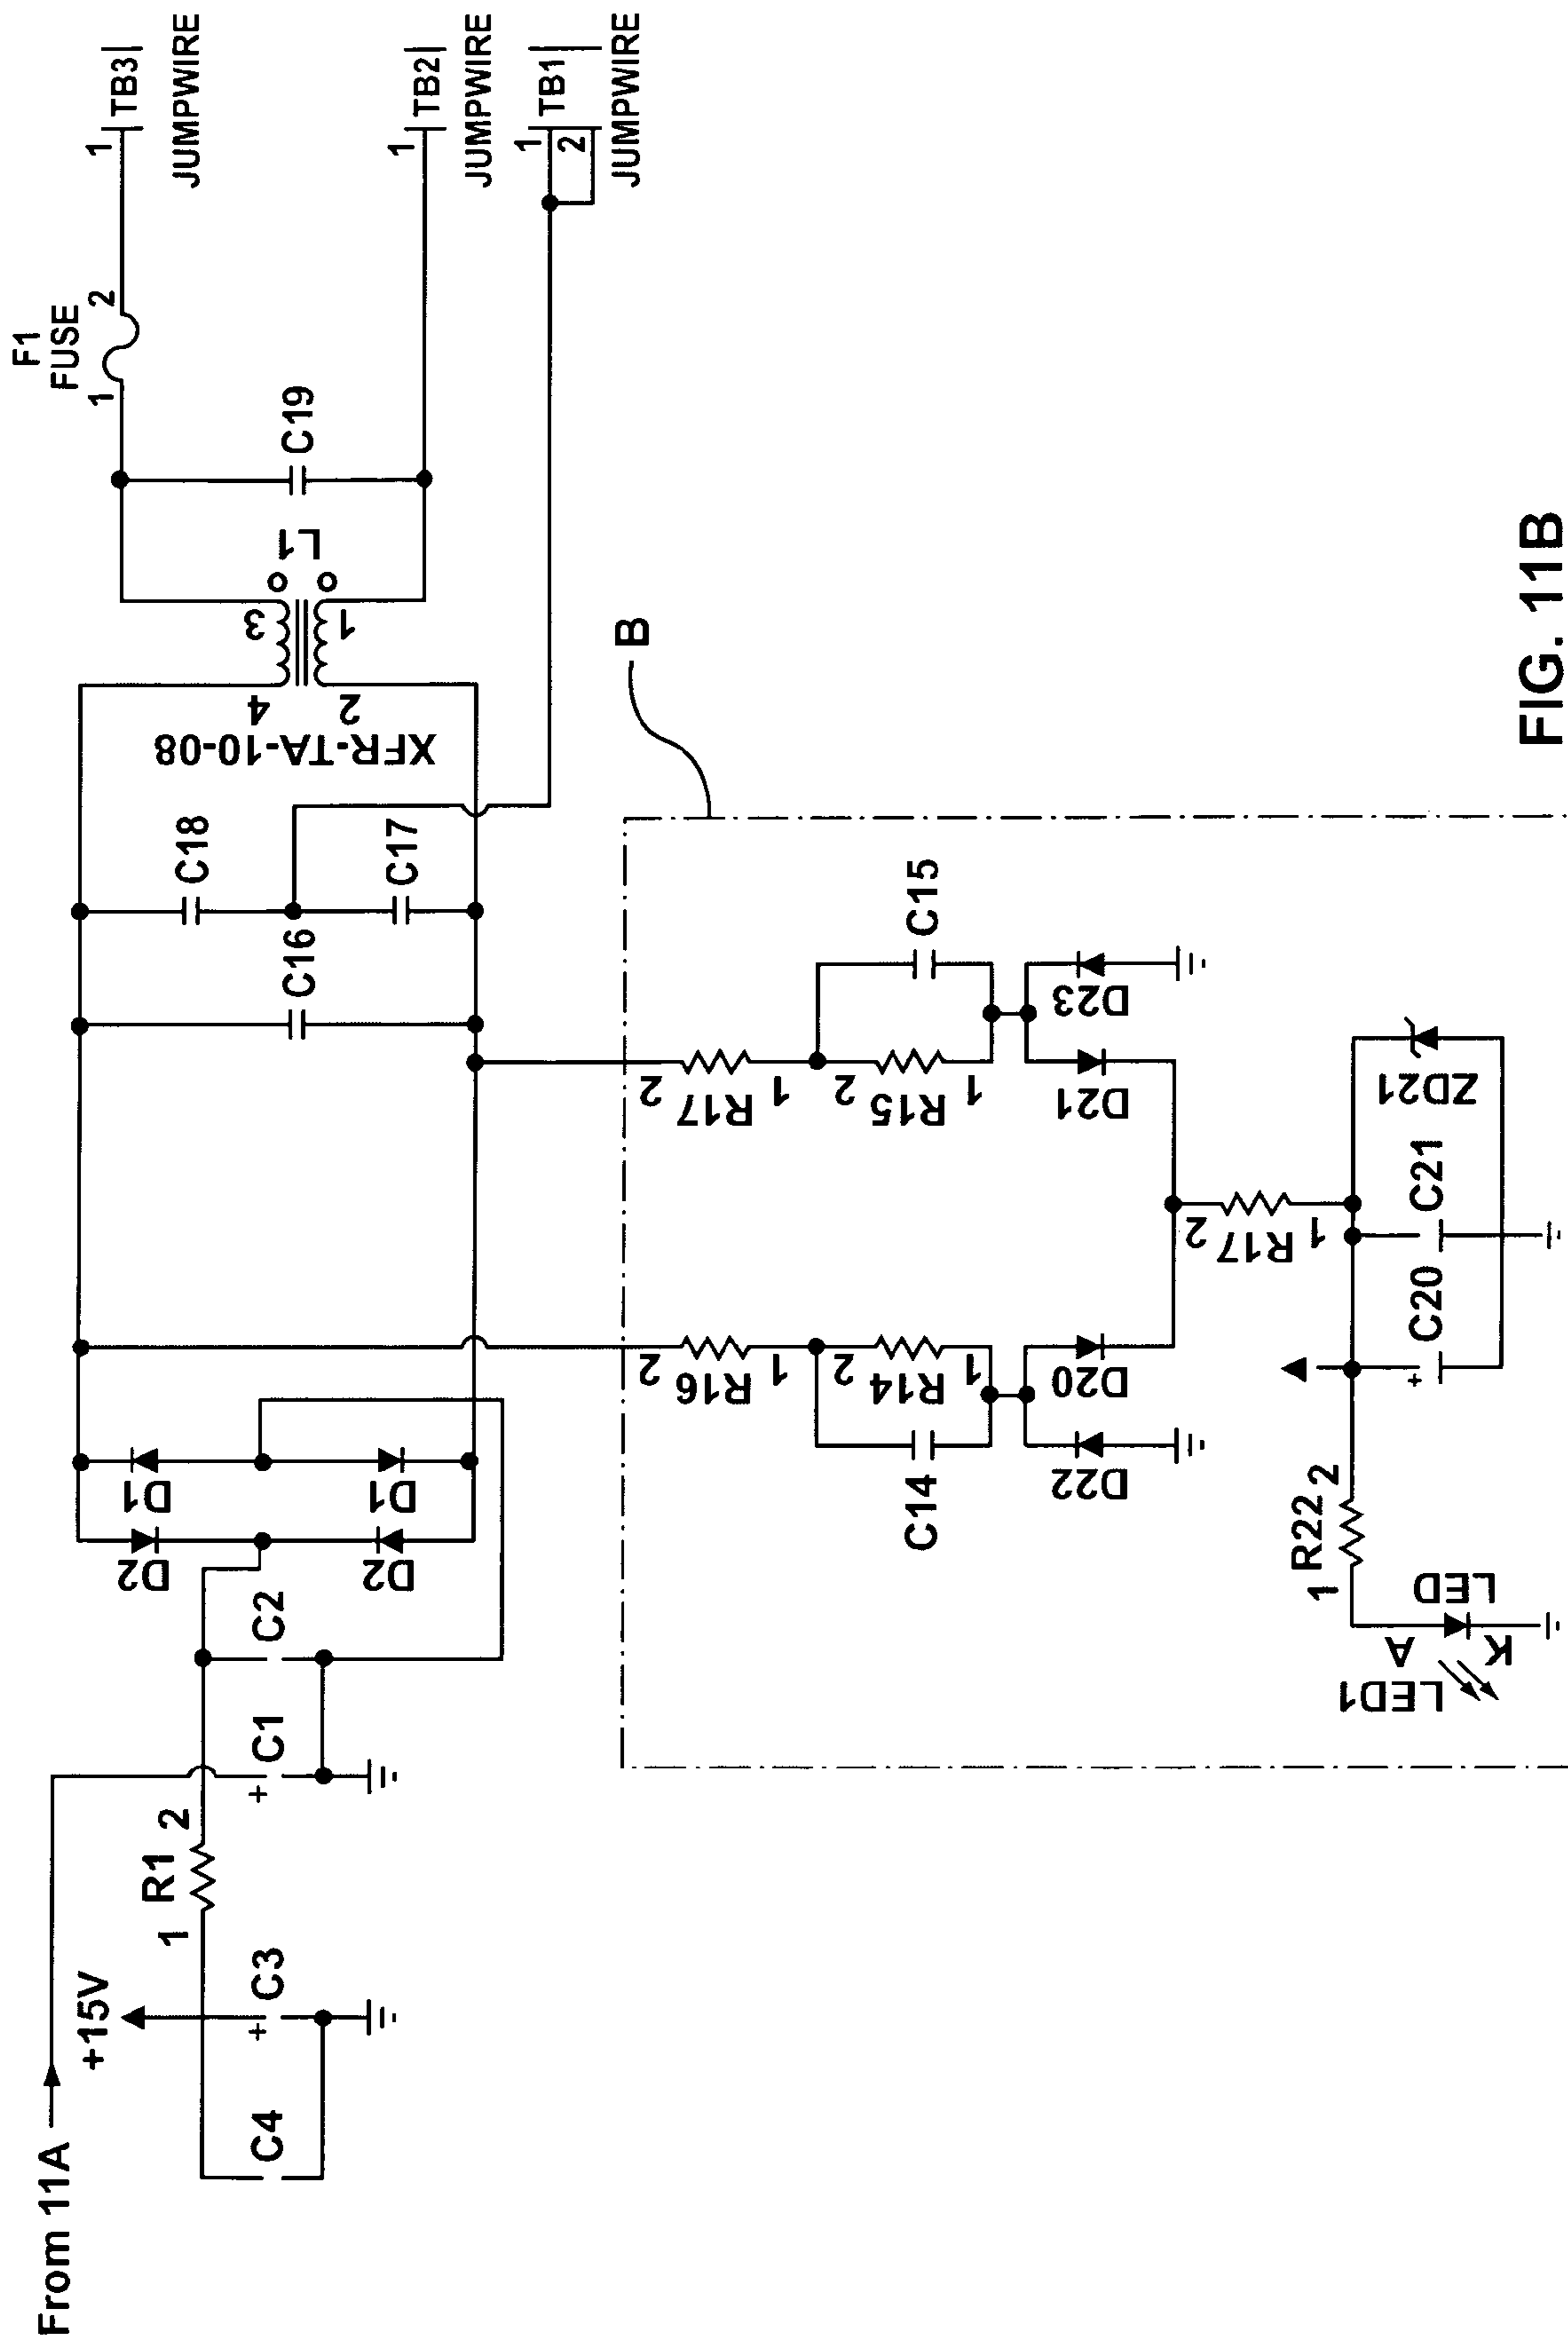 From 11A
+15V
C4
C3
1 R1 2
+
C1
+
C2
D2
D2
D1
D1
C16
C18
C17
XFR-TA-10-08
4
3
2
1
L1
C19
F1
FUSE
1
2
1 TB3
JUMPWIRE
1 TB2
JUMPWIRE
1 TB1
2
JUMPWIRE
B
2 R16 1
2 R14 1
C14
D22
D20
2 R17 1
2 R15 1
C15
D21
D23
2 R17 1
ZD21
C21
C20
+
1 R22 2
LED1
A
K
LED
FIG. 11B